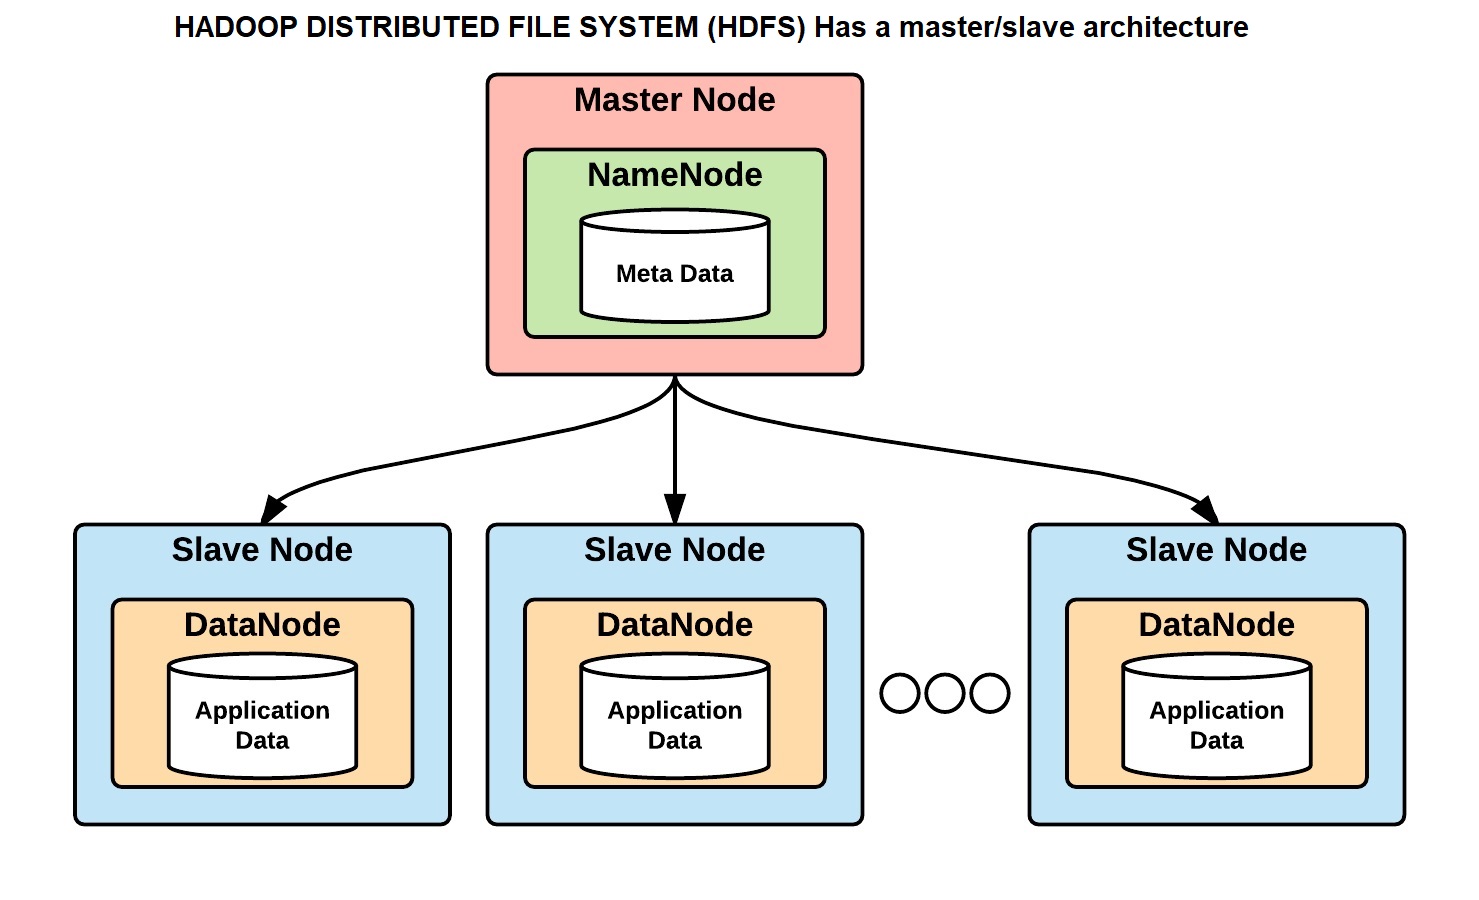 HADOOP DISTRIBUTED FILE SYSTEM (HDFS) Has a master/slave architecture
Master Node
NameNode
Meta Data
Slave Node
DataNode
Application
Data
Slave Node
DataNode
Application
Data
Slave Node
DataNode
Application
Data